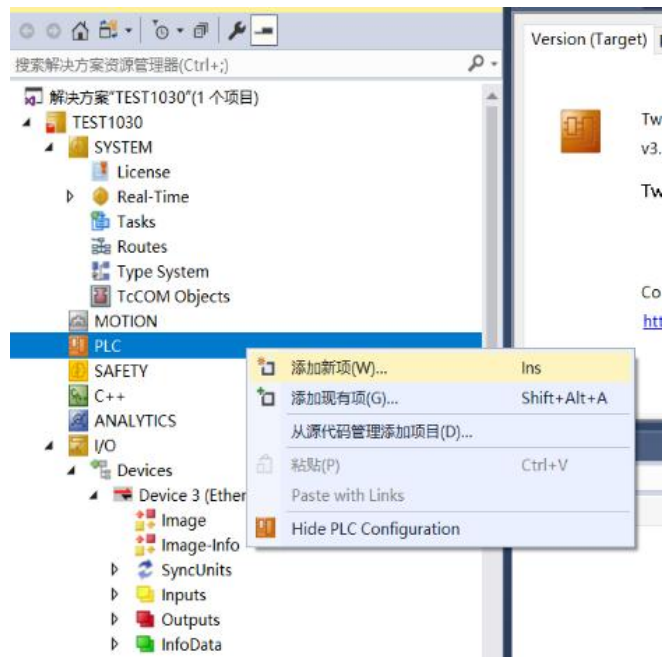 搜索解决方案资源管理器(Ctrl+;)
解决方案"TEST1030"(1 个项目)
TEST1030
SYSTEM
License
Real-Time
Tasks
Routes
Type System
TcCOM Objects
MOTION
PLC
SAFETY
C++
ANALYTICS
I/O
Devices
Device 3 (Ether
Image
Image-Info
SyncUnits
Inputs
Outputs
InfoData
添加新项(W)... Ins
添加现有项(G)... Shift+Alt+A
从源代码管理添加项目(D)...
粘贴(P) Ctrl+V
Paste with Links
Hide PLC Configuration
Version (Target)
Tw
v3.
Tw
Co
htt